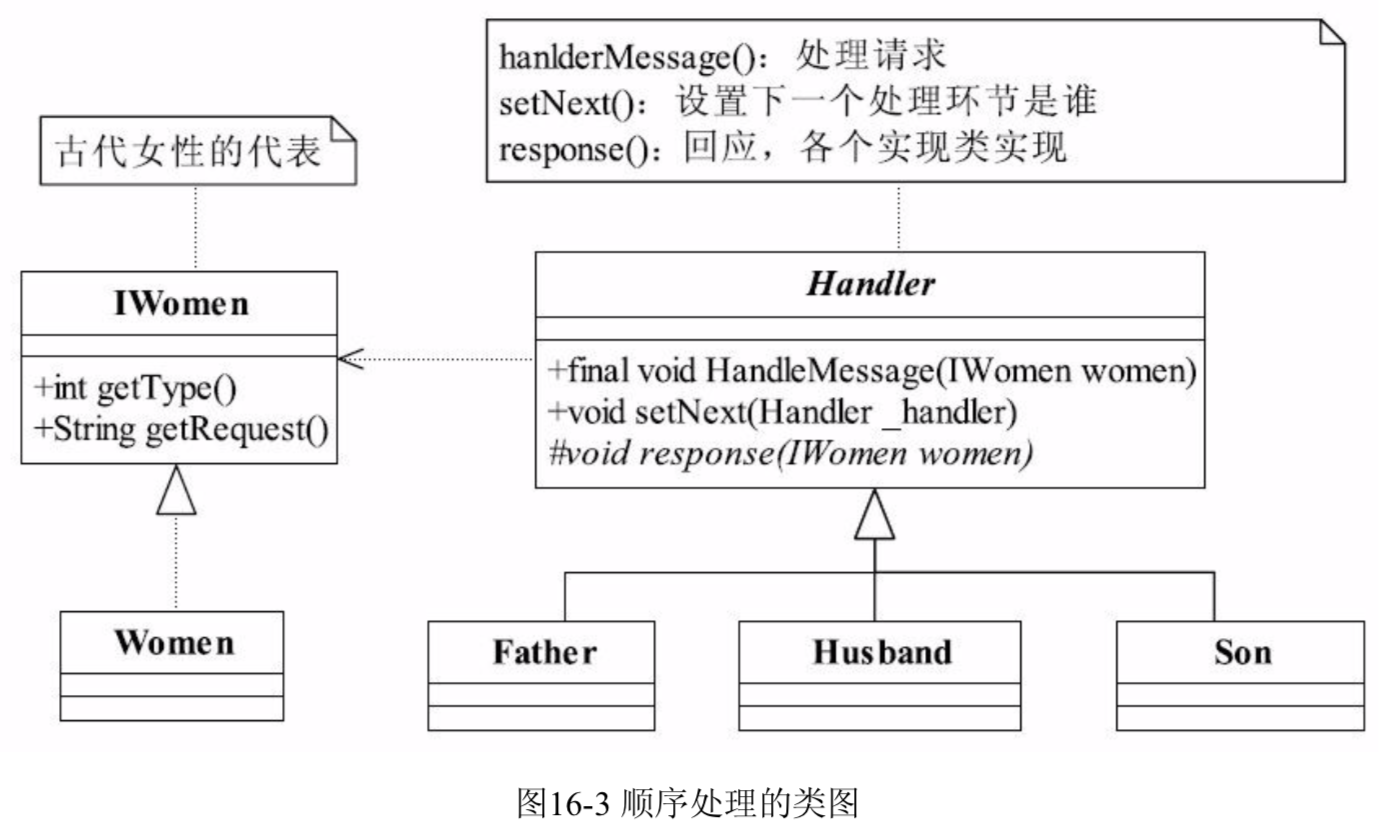 hanlderMessage()：处理请求
setNext()：设置下一个处理环节是谁
response()：回应，各个实现类实现
古代女性的代表
IWomen
+int getType()
+String getRequest()
Handler
+final void HandleMessage(IWomen women)
+void setNext(Handler _handler)
#void response(IWomen women)
Women
Father
Husband
Son
图16-3 顺序处理的类图